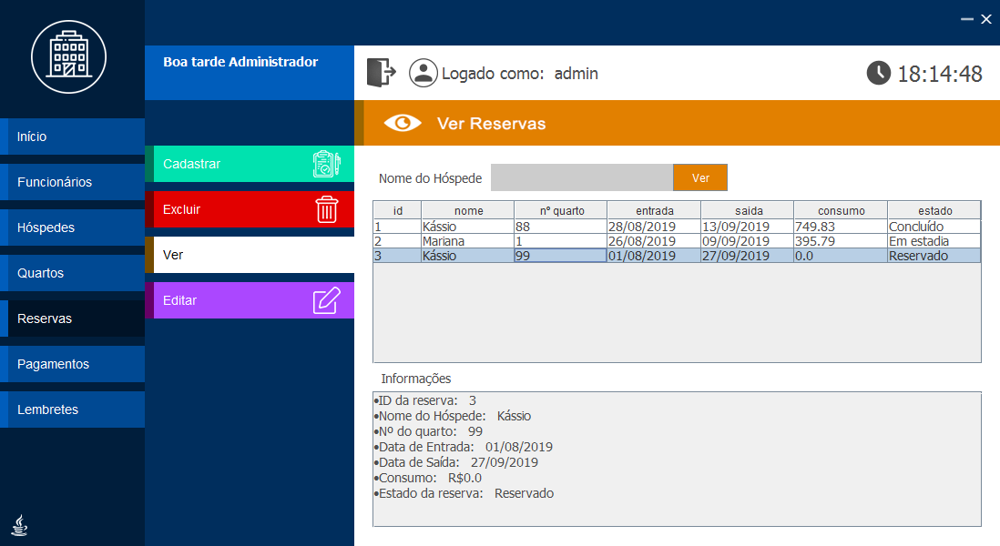 Boa tarde Administrador
Logado como: admin
18:14:48
Ver Reservas
Início
Funcionários
Hóspedes
Quartos
Reservas
Pagamentos
Lembretes
Cadastrar
Excluir
Ver
Editar
Nome do Hóspede Ver
id nome nº quarto entrada saida consumo estado
1 Kássio 88 28/08/2019 13/09/2019 749.83 Concluído
2 Mariana 1 26/08/2019 09/09/2019 395.79 Em estadia
3 Kássio 99 01/08/2019 27/09/2019 0.0 Reservado
Informações
•ID da reserva: 3
•Nome do Hóspede: Kássio
•Nº do quarto: 99
•Data de Entrada: 01/08/2019
•Data de Saída: 27/09/2019
•Consumo: R$0.0
•Estado da reserva: Reservado